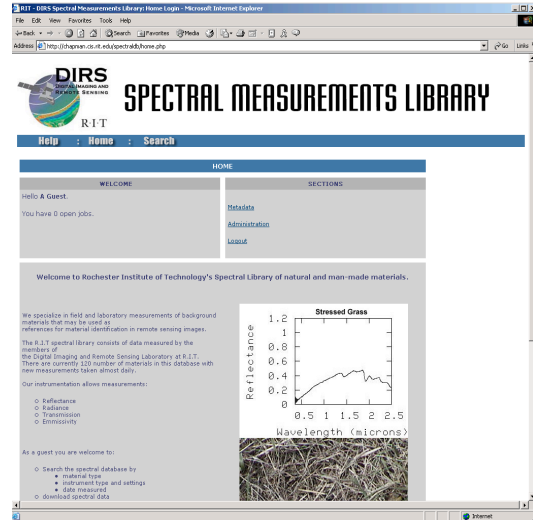 RIT - DIRS Spectral Measurements Library: Home Login - Microsoft Internet Explorer
File Edit View Favorites Tools Help
Back Search Favorites Media
Address http://chapman.cis.rit.edu/spectraldb/home.php Go Links
DIRS
DIGITAL IMAGING AND
REMOTE SENSING
R·I·T
SPECTRAL MEASUREMENTS LIBRARY
Help : Home : Search
HOME
WELCOME
Hello A Guest.
You have 0 open jobs.
SECTIONS
Metadata
Administration
Logout
Welcome to Rochester Institute of Technology's Spectral Library of natural and man-made materials.
We specialize in field and laboratory measurements of background
materials that may be used as
references for material identification in remote sensing images.
The R.I.T spectral library consists of data measured by the
members of
the Digital Imaging and Remote Sensing Laboratory at R.I.T.
There are currently 120 number of materials in this database with
new measurements taken almost daily.
Our instrumentation allows measurements:
Reflectance
Radiance
Transmission
Emmissivity
As a guest you are welcome to:
Search the spectral database by
material type
instrument type and settings
date measured
download spectral data
Stressed Grass
Reflectance
1.2
1
0.8
0.6
0.4
0.2
0
0.5 1 1.5 2 2.5
Wavelength (microns)
Internet